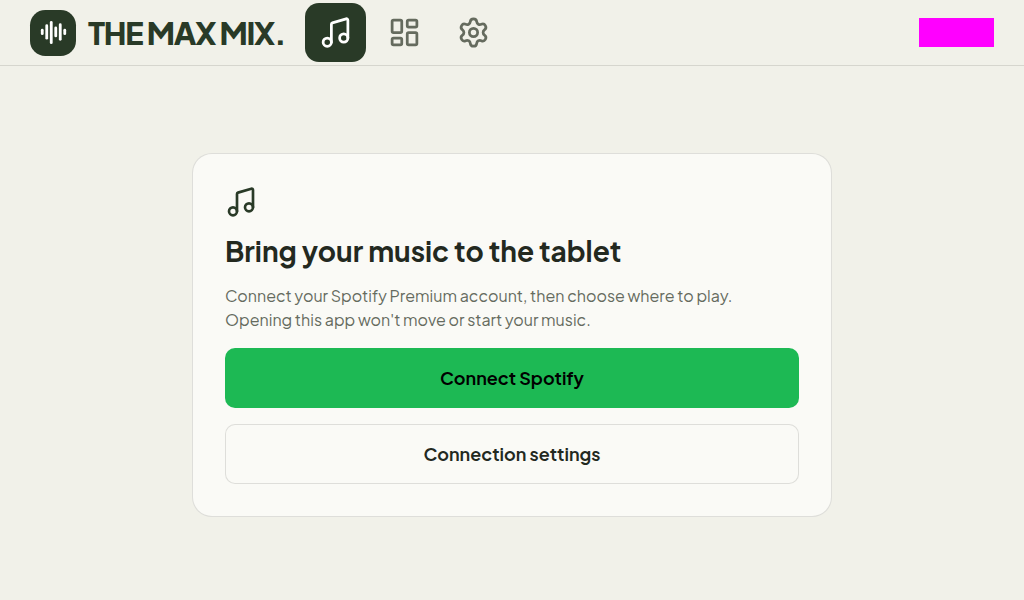 THE MAX MIX.
Bring your music to the tablet
Connect your Spotify Premium account, then choose where to play.
Opening this app won't move or start your music.
Connect Spotify
Connection settings